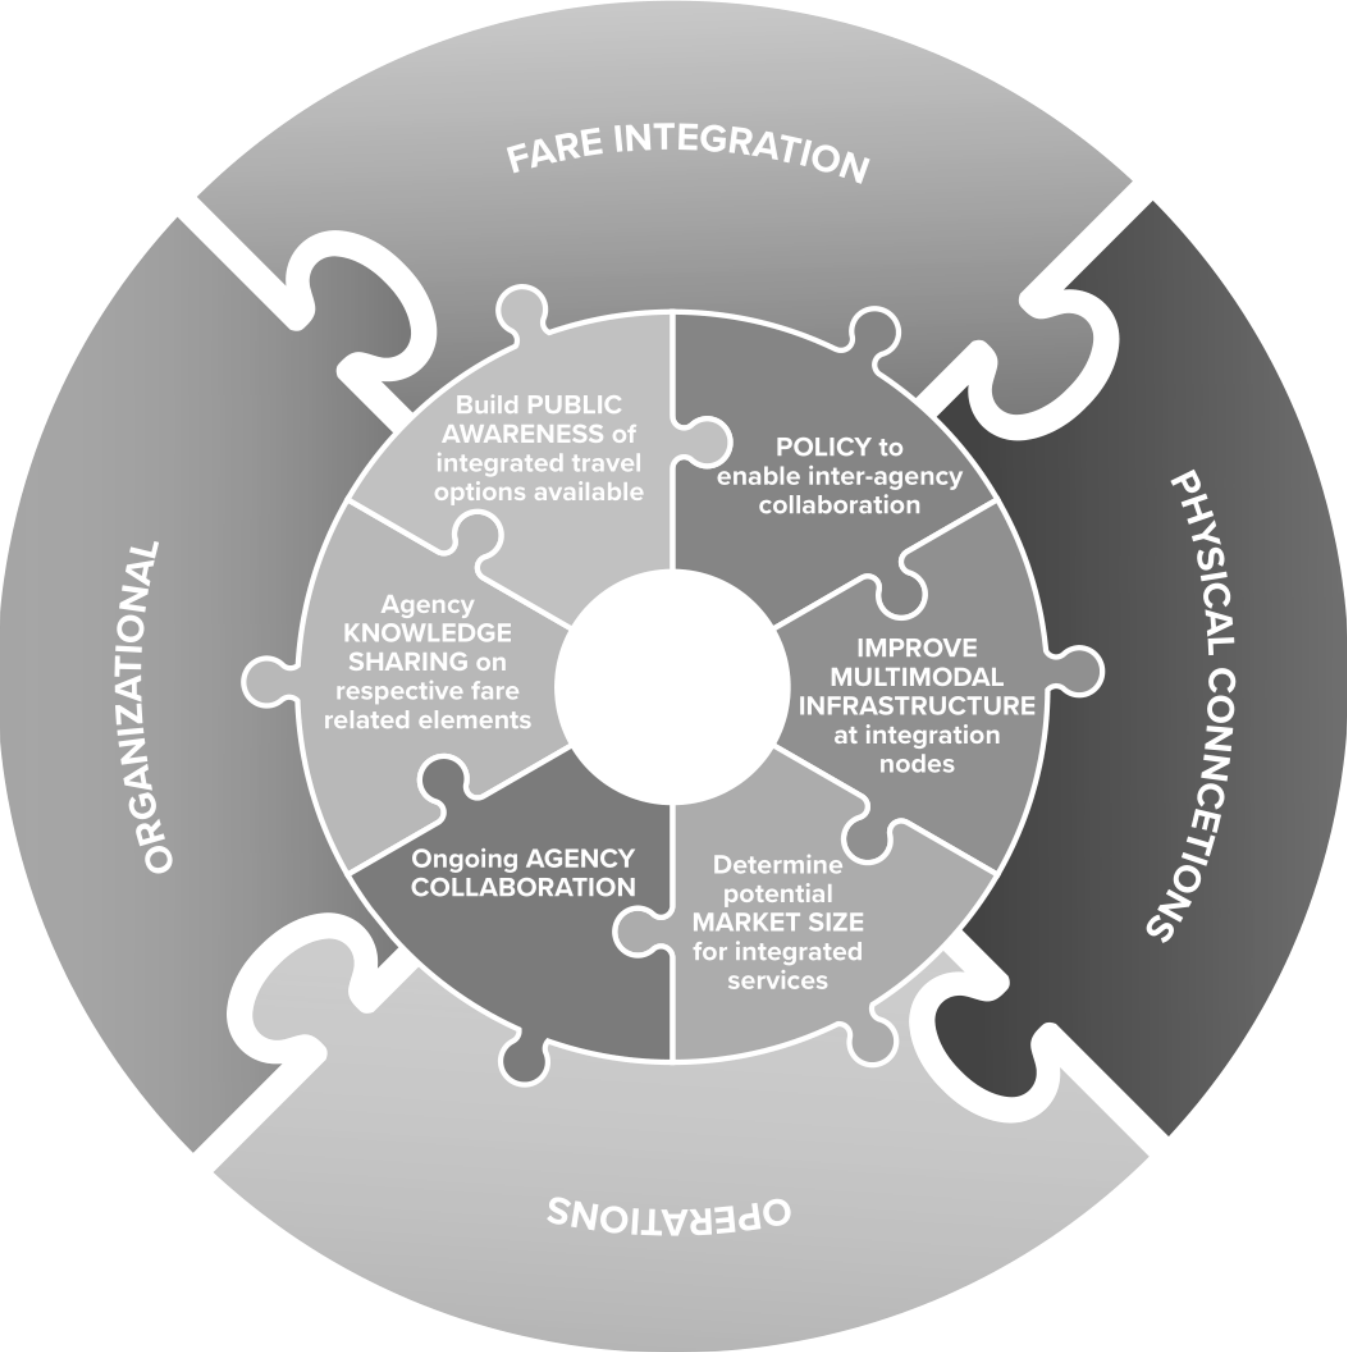 FARE INTEGRATION
PHYSICAL CONNCETIONS
OPERATIONS
ORGANIZATIONAL
Build PUBLIC
AWARENESS of
integrated travel
options available
POLICY to
enable inter-agency
collaboration
IMPROVE
MULTIMODAL
INFRASTRUCTURE
at integration
nodes
Determine
potential
MARKET SIZE
for integrated
services
Ongoing AGENCY
COLLABORATION
Agency
KNOWLEDGE
SHARING on
respective fare
related elements